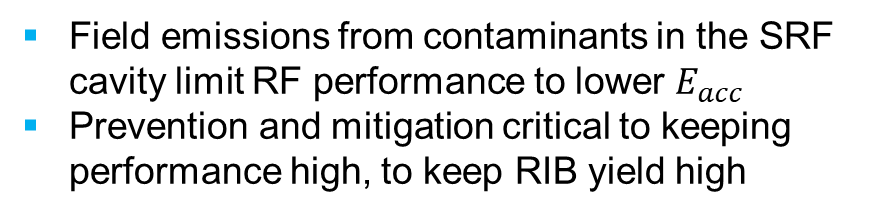 ▪ Field emissions from contaminants in the SRF
cavity limit RF performance to lower E_acc
▪ Prevention and mitigation critical to keeping
performance high, to keep RIB yield high